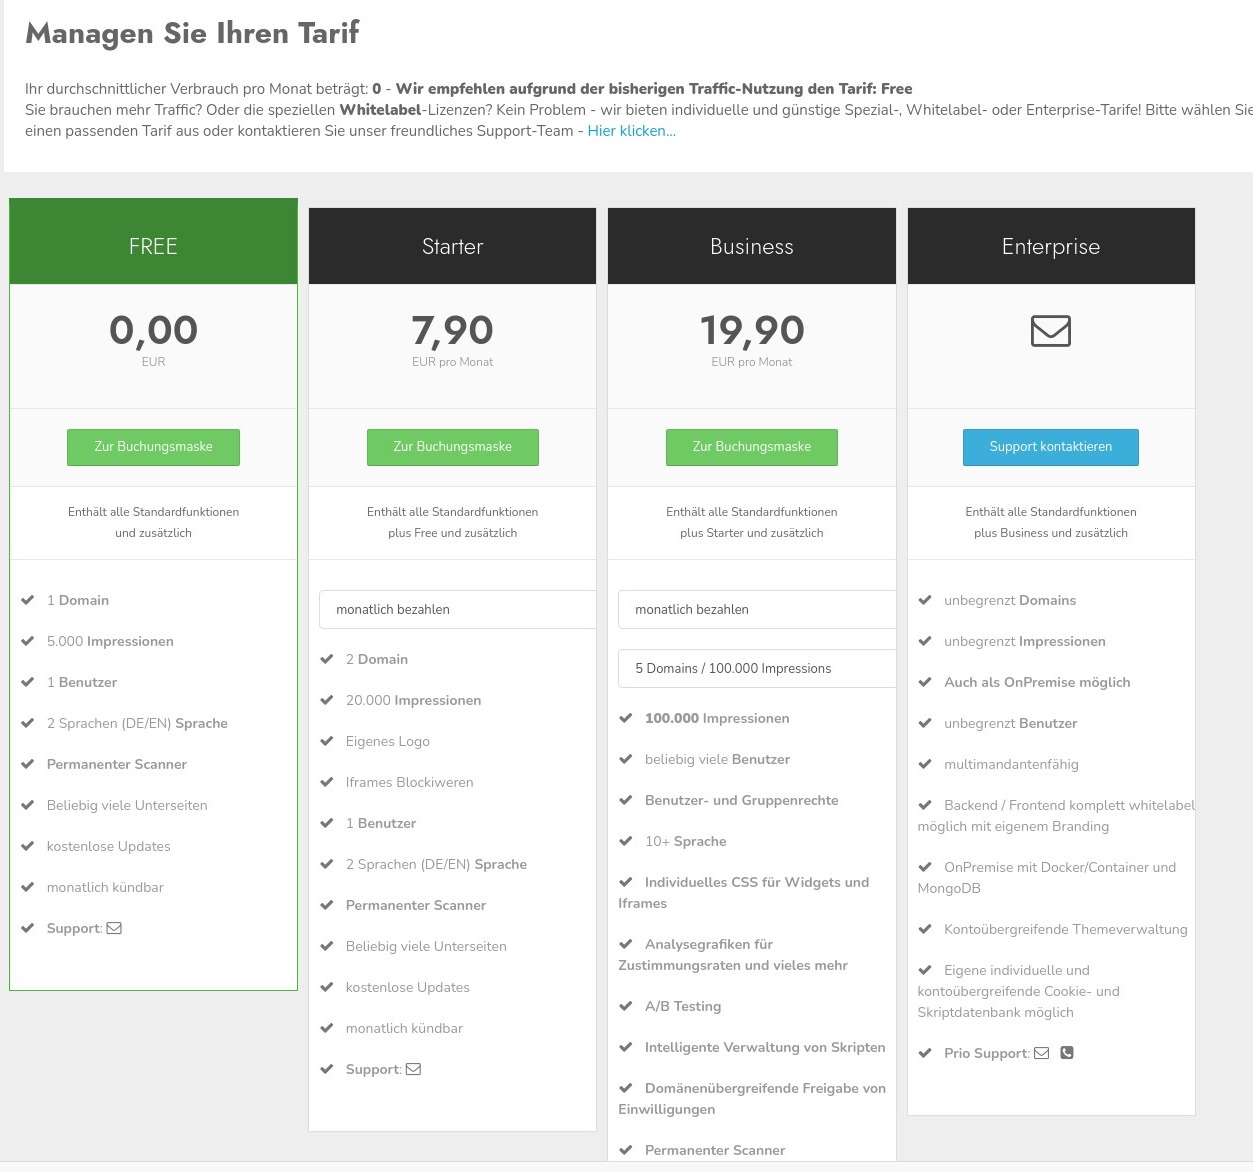 Managen Sie Ihren Tarif
Ihr durchschnittlicher Verbrauch pro Monat beträgt: 0 - Wir empfehlen aufgrund der bisherigen Traffic-Nutzung den Tarif: Free
Sie brauchen mehr Traffic? Oder die speziellen Whitelabel-Lizenzen? Kein Problem - wir bieten individuelle und günstige Spezial-, Whitelabel- oder Enterprise-Tarife! Bitte wählen Sie
einen passenden Tarif aus oder kontaktieren Sie unser freundliches Support-Team - Hier klicken...
FREE
0,00
EUR
Zur Buchungsmaske
Enthält alle Standardfunktionen
und zusätzlich
1 Domain
5.000 Impressionen
1 Benutzer
2 Sprachen (DE/EN) Sprache
Permanenter Scanner
Beliebig viele Unterseiten
kostenlose Updates
monatlich kündbar
Support:
Starter
7,90
EUR pro Monat
Zur Buchungsmaske
Enthält alle Standardfunktionen
plus Free und zusätzlich
monatlich bezahlen
2 Domain
20.000 Impressionen
Eigenes Logo
Iframes Blockiweren
1 Benutzer
2 Sprachen (DE/EN) Sprache
Permanenter Scanner
Beliebig viele Unterseiten
kostenlose Updates
monatlich kündbar
Support:
Business
19,90
EUR pro Monat
Zur Buchungsmaske
Enthält alle Standardfunktionen
plus Starter und zusätzlich
monatlich bezahlen
5 Domains / 100.000 Impressions
100.000 Impressionen
beliebig viele Benutzer
Benutzer- und Gruppenrechte
10+ Sprache
Individuelles CSS für Widgets und
Iframes
Analysegrafiken für
Zustimmungsraten und vieles mehr
A/B Testing
Intelligente Verwaltung von Skripten
Domänenübergreifende Freigabe von
Einwilligungen
Permanenter Scanner
Enterprise
Support kontaktieren
Enthält alle Standardfunktionen
plus Business und zusätzlich
unbegrenzt Domains
unbegrenzt Impressionen
Auch als OnPremise möglich
unbegrenzt Benutzer
multimandantenfähig
Backend / Frontend komplett whitelabel
möglich mit eigenem Branding
OnPremise mit Docker/Container und
MongoDB
Kontoübergreifende Themeverwaltung
Eigene individuelle und
kontoübergreifende Cookie- und
Skriptdatenbank möglich
Prio Support: